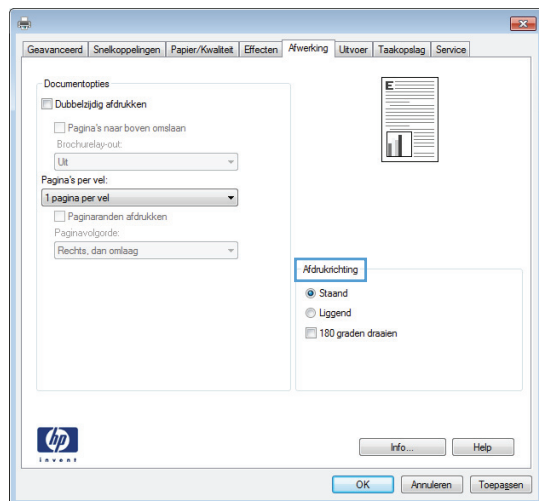 Geavanceerd Snelkoppelingen Papier/Kwaliteit Effecten Afwerking Uitvoer Taakopslag Service
Documentopties
Dubbelzijdig afdrukken
Pagina's naar boven omslaan
Brochurelay-out:
Uit
Pagina's per vel:
1 pagina per vel
Paginaranden afdrukken
Paginavolgorde:
Rechts, dan omlaag
E
Afdrukrichting
Staand
Liggend
180 graden draaien
hp
invent
Info... Help
OK Annuleren Toepassen